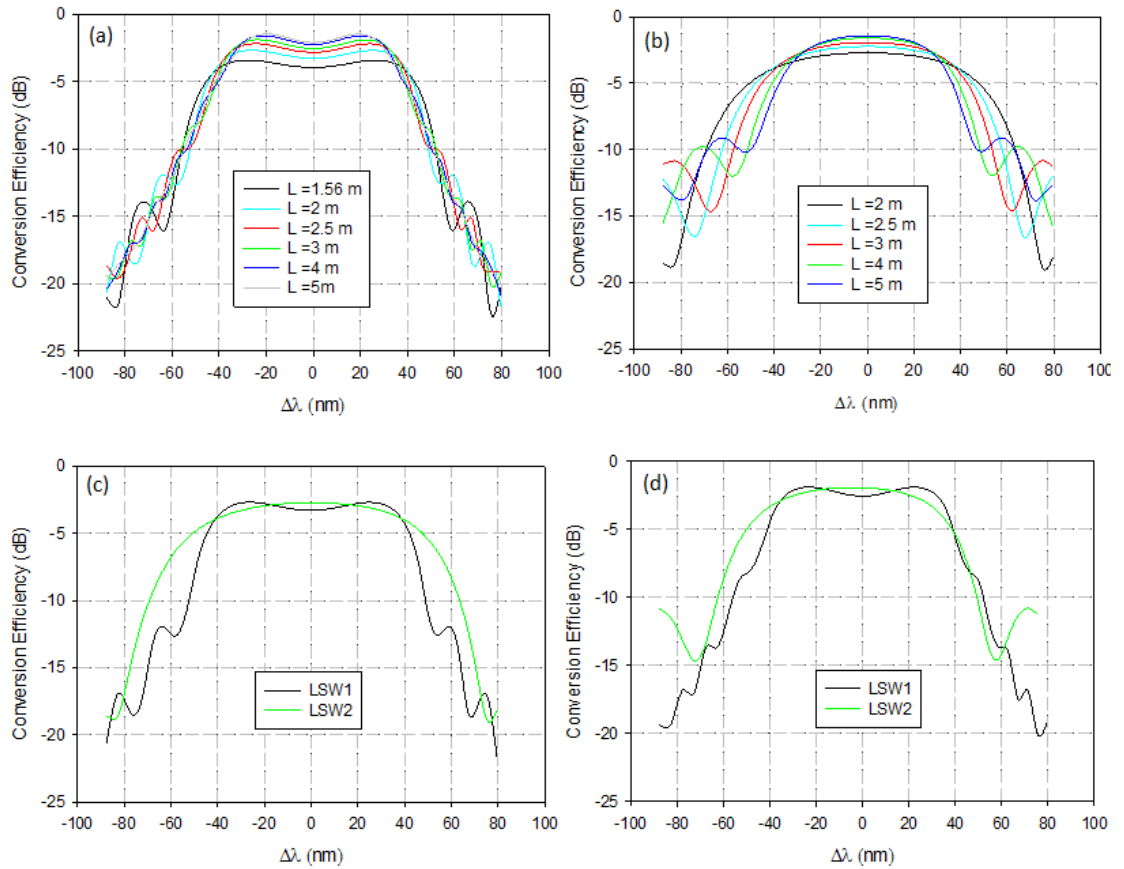 (a)
Conversion Efficiency (dB)
0
-5
-10
-15
-20
-25
L =1.56 m
L =2 m
L =2.5 m
L =3 m
L =4 m
L =5m
-100 -80 -60 -40 -20 0 20 40 60 80 100
Δλ (nm)
(b)
Conversion Efficiency (dB)
0
-5
-10
-15
-20
-25
L =2 m
L =2.5 m
L =3 m
L =4 m
L =5 m
-100 -80 -60 -40 -20 0 20 40 60 80 100
Δλ (nm)
(c)
Conversion Efficiency (dB)
0
-5
-10
-15
-20
-25
LSW1
LSW2
-100 -80 -60 -40 -20 0 20 40 60 80 100
Δλ (nm)
(d)
Conversion Efficiency (dB)
0
-5
-10
-15
-20
-25
LSW1
LSW2
-100 -80 -60 -40 -20 0 20 40 60 80 100
Δλ (nm)